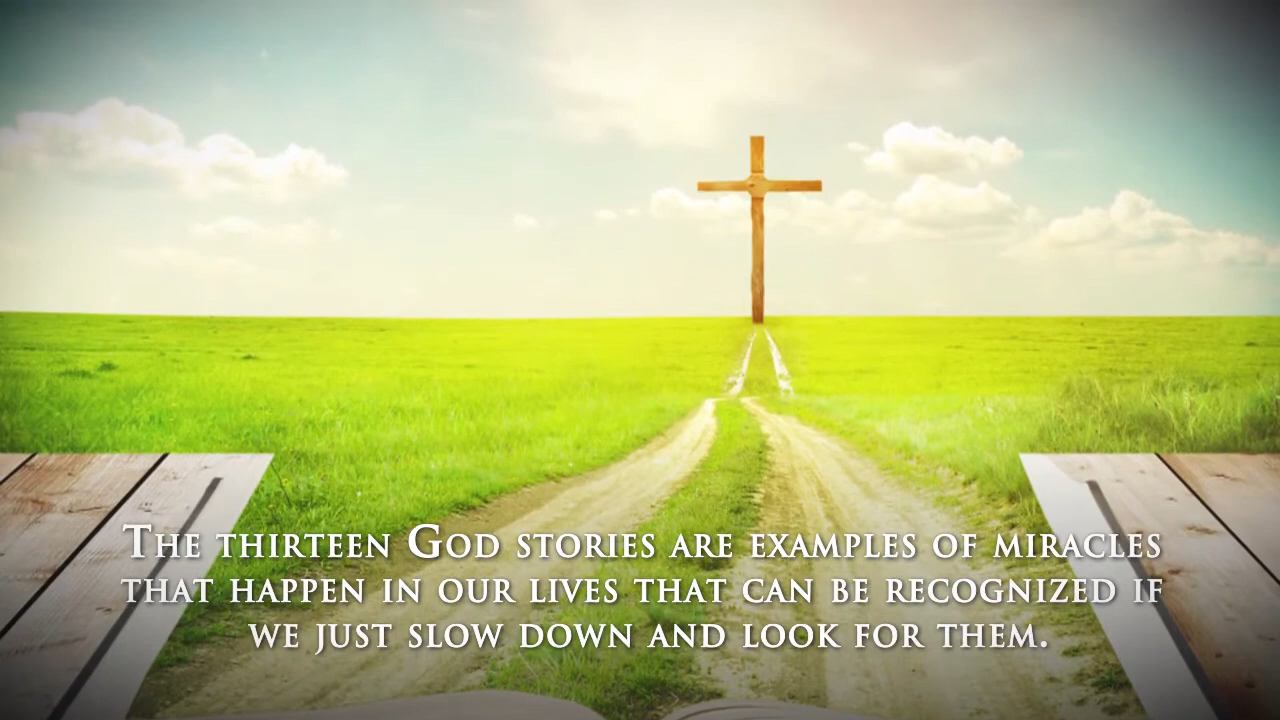 The thirteen God stories are examples of miracles
that happen in our lives that can be recognized if
we just slow down and look for them.